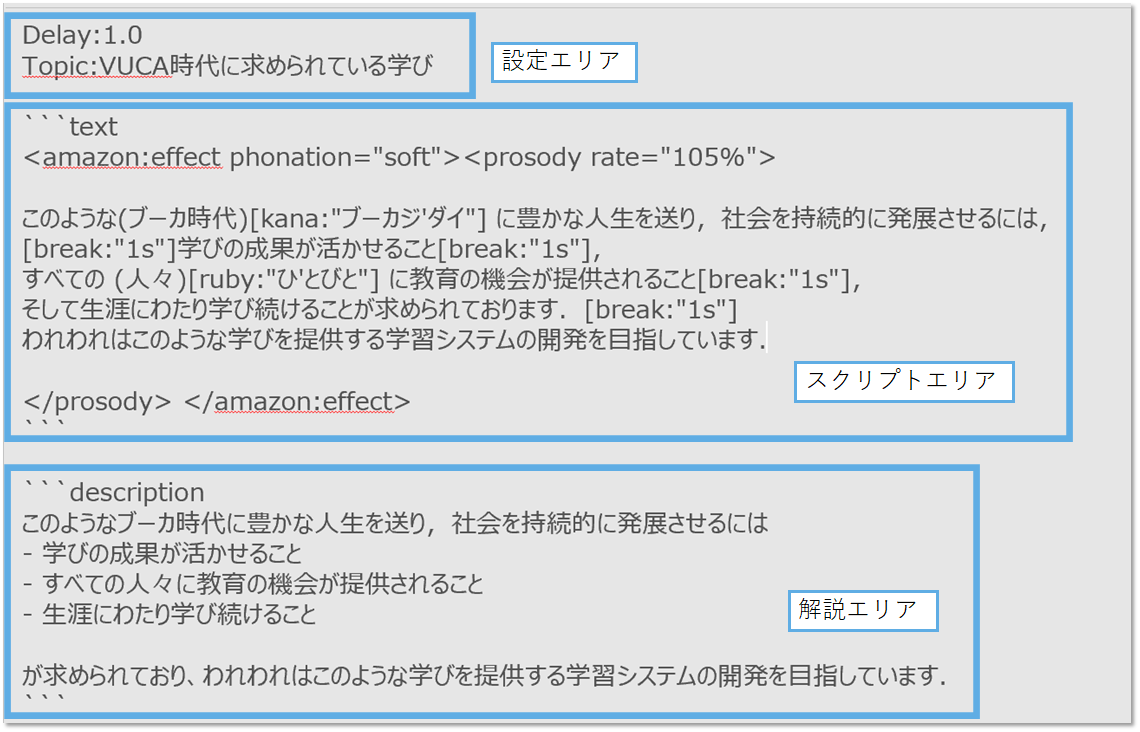 Delay:1.0
Topic:VUCA時代に求められている学び
設定エリア
```text
<amazon:effect phonation="soft"><prosody rate="105%">
このような(ブーカ時代)[kana:"ブーカジ'ダイ"] に豊かな人生を送り，社会を持続的に発展させるには，
[break:"1s"]学びの成果が活かせること[break:"1s"]，
すべての (人々)[ruby:"ひ'とびと"] に教育の機会が提供されること[break:"1s"]，
そして生涯にわたり学び続けることが求められております．[break:"1s"]
われわれはこのような学びを提供する学習システムの開発を目指しています．
スクリプトエリア
</prosody> </amazon:effect>
```
```description
このようなブーカ時代に豊かな人生を送り，社会を持続的に発展させるには
- 学びの成果が活かせること
- すべての人々に教育の機会が提供されること
- 生涯にわたり学び続けること
解説エリア
が求められており、われわれはこのような学びを提供する学習システムの開発を目指しています．
```